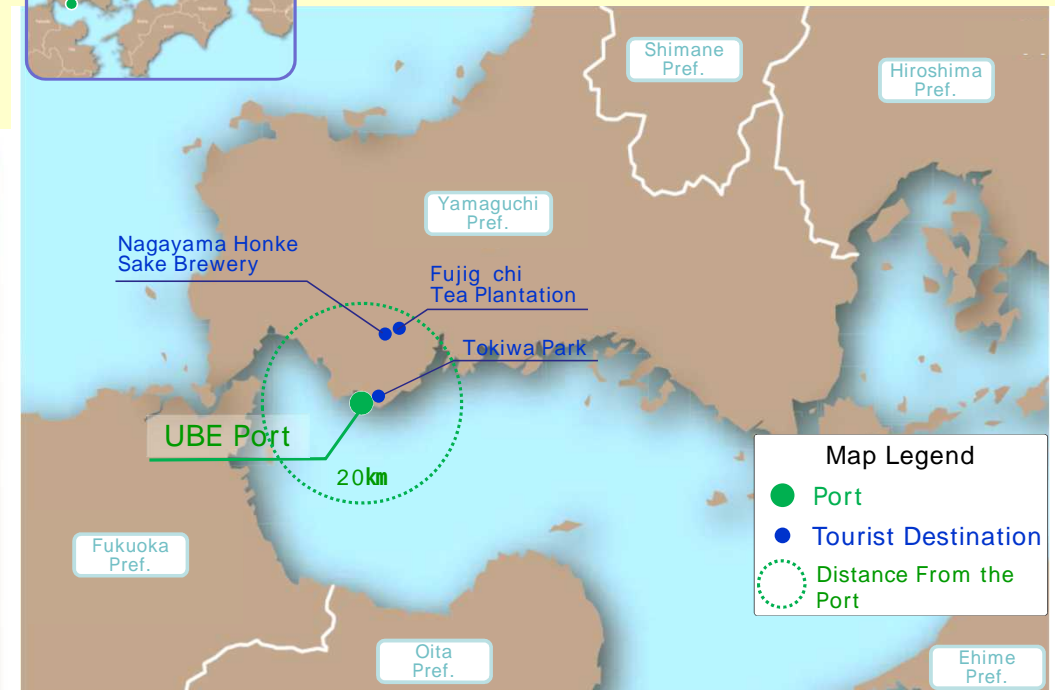 Shimane
Pref.
Hiroshima
Pref.
Yamaguchi
Pref.
Nagayama Honke
Sake Brewery
Fujig chi
Tea Plantation
Tokiwa Park
UBE Port
20km
Map Legend
Port
Tourist Destination
Distance From the
Port
Fukuoka
Pref.
Oita
Pref.
Ehime
Pref.